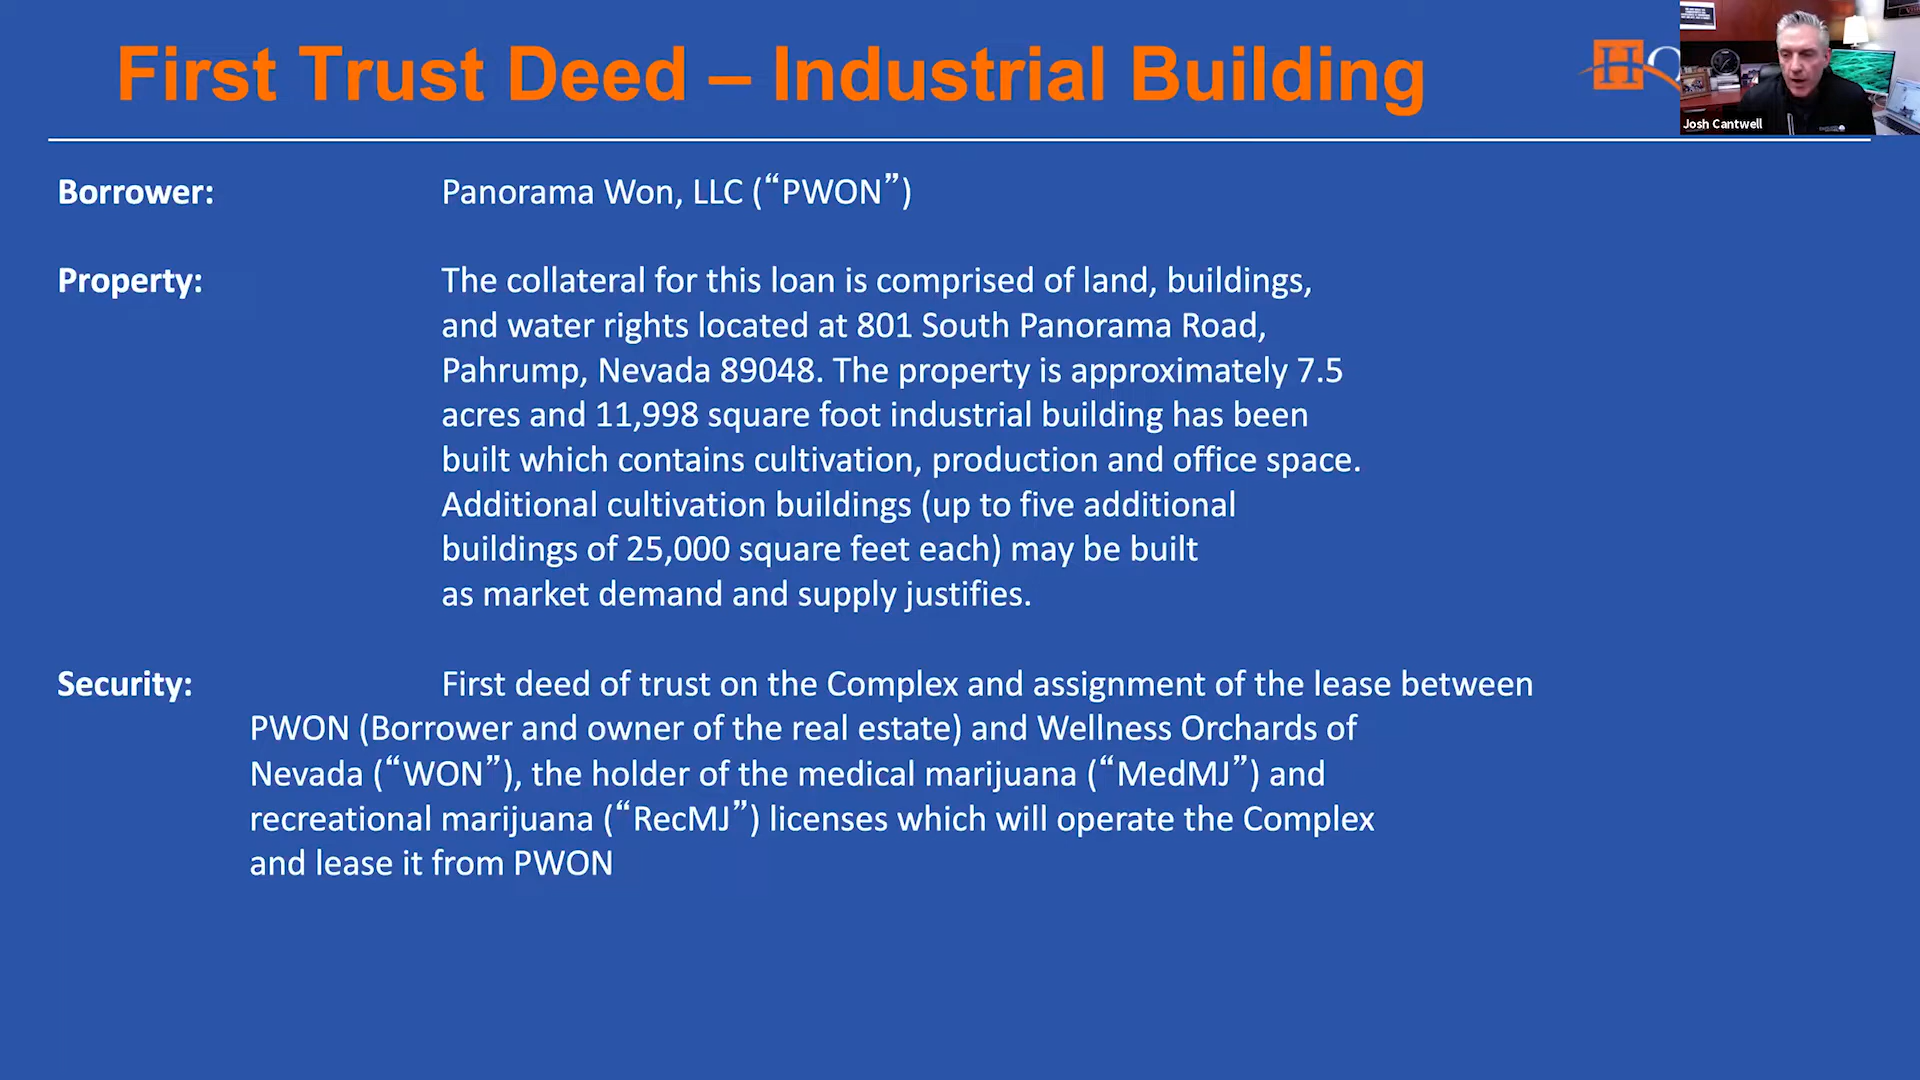 First Trust Deed – Industrial Building
HQ
Josh Cantwell
Borrower: Panorama Won, LLC (“PWON”)
Property: The collateral for this loan is comprised of land, buildings,
and water rights located at 801 South Panorama Road,
Pahrump, Nevada 89048. The property is approximately 7.5
acres and 11,998 square foot industrial building has been
built which contains cultivation, production and office space.
Additional cultivation buildings (up to five additional
buildings of 25,000 square feet each) may be built
as market demand and supply justifies.
Security: First deed of trust on the Complex and assignment of the lease between
PWON (Borrower and owner of the real estate) and Wellness Orchards of
Nevada (“WON”), the holder of the medical marijuana (“MedMJ”) and
recreational marijuana (“RecMJ”) licenses which will operate the Complex
and lease it from PWON